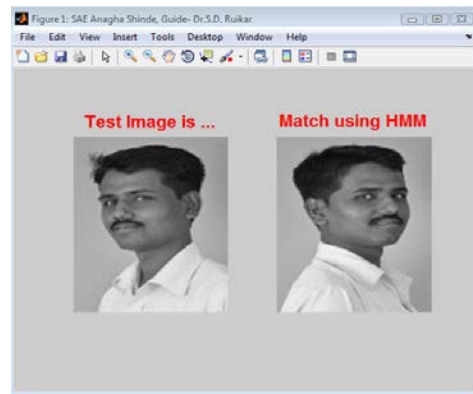 Figure 1: SAE Anagha Shinde, Guide- Dr.S.D. Ruikar
File Edit View Insert Tools Desktop Window Help
Test Image is ... Match using HMM